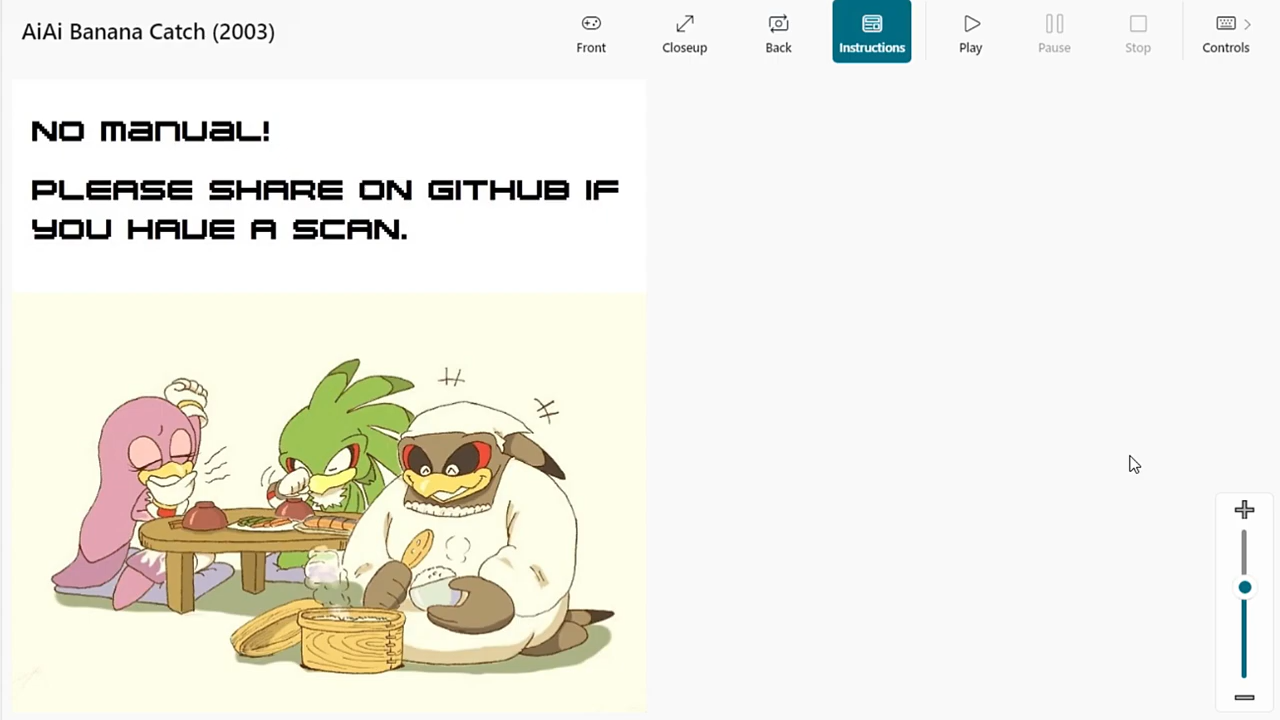 AiAi Banana Catch (2003)
Front
Closeup
Back
Instructions
Play
Pause
Stop
Controls
NO MANUAL!
PLEASE SHARE ON GITHUB IF
YOU HAVE A SCAN.